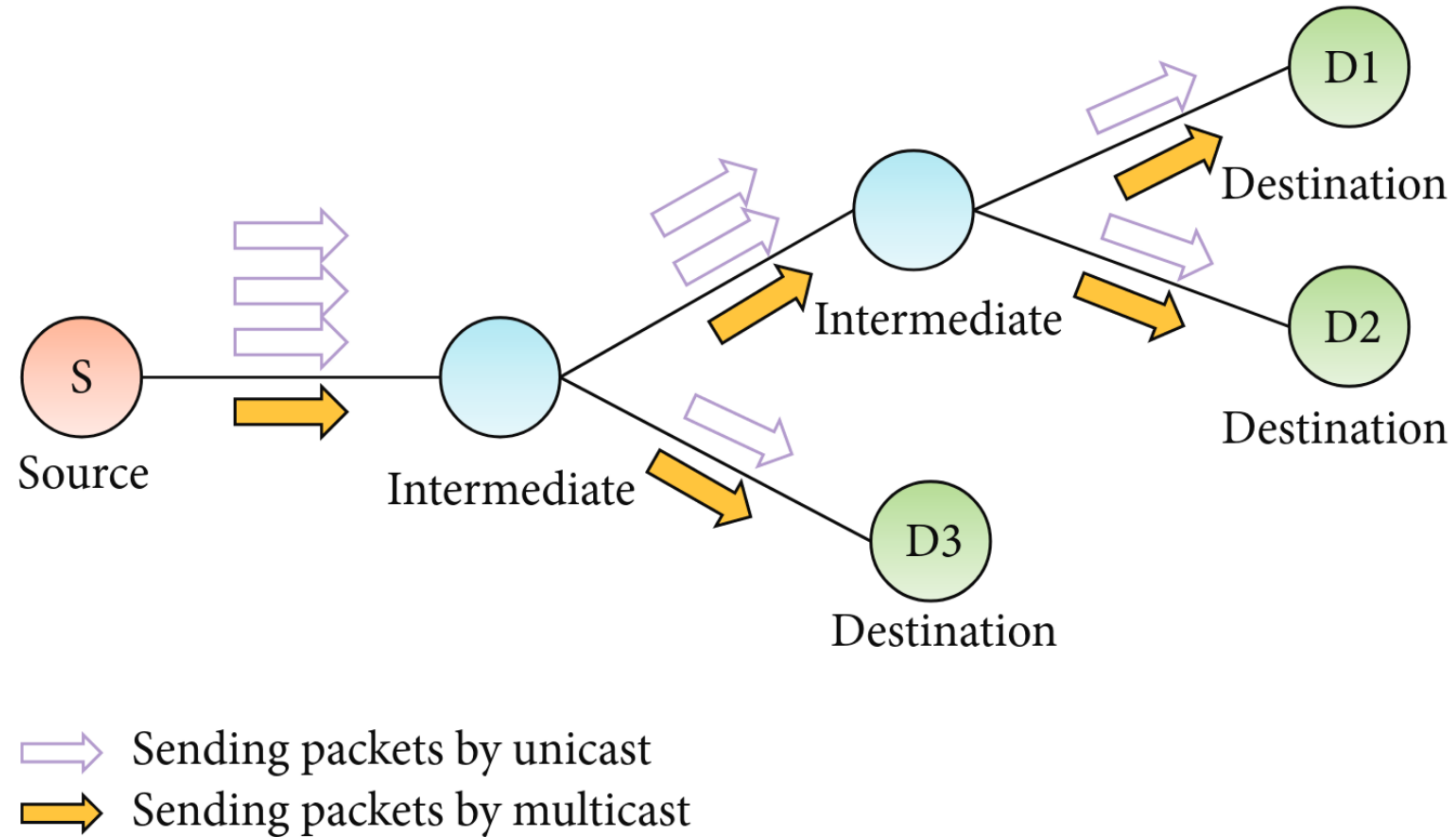 D1
Destination
Intermediate
D2
Destination
S
Source
Intermediate
D3
Destination
Sending packets by unicast
Sending packets by multicast